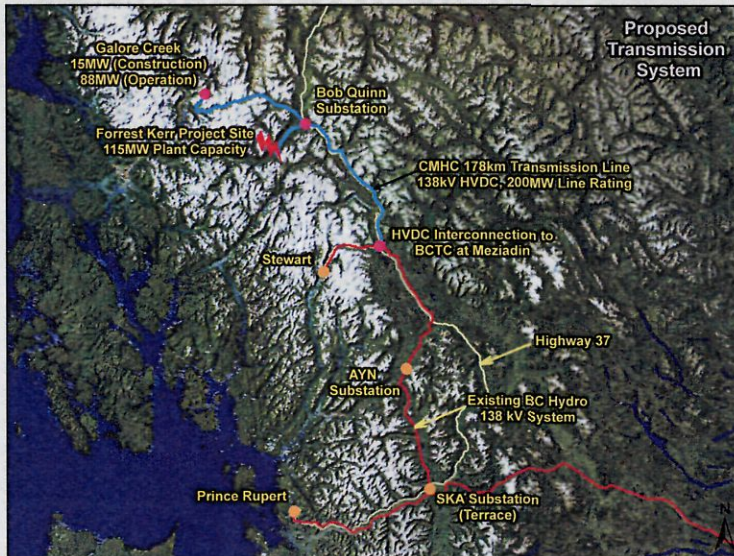 Proposed
Transmission
System
Galore Creek
15MW (Construction)
88MW (Operation)
Bob Quinn
Substation
Forrest Kerr Project Site
115MW Plant Capacity
CMHC 178km Transmission Line
138kV HVDC, 200MW Line Rating
HVDC Interconnection to
BCTC at Meziadin
Stewart
Highway 37
AYN
Substation
Existing BC Hydro
138 kV System
Prince Rupert
SKA Substation
(Terrace)
N